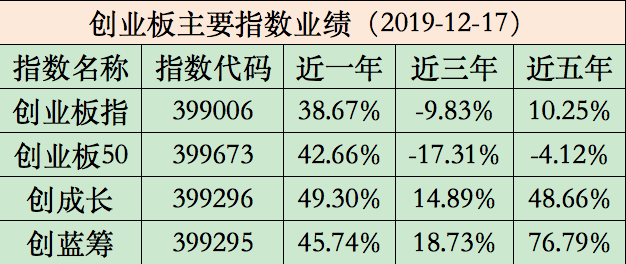 创业板主要指数业绩（2019-12-17）
指数名称 指数代码 近一年 近三年 近五年
创业板指 399006 38.67% -9.83% 10.25%
创业板50 399673 42.66% -17.31% -4.12%
创成长 399296 49.30% 14.89% 48.66%
创蓝筹 399295 45.74% 18.73% 76.79%